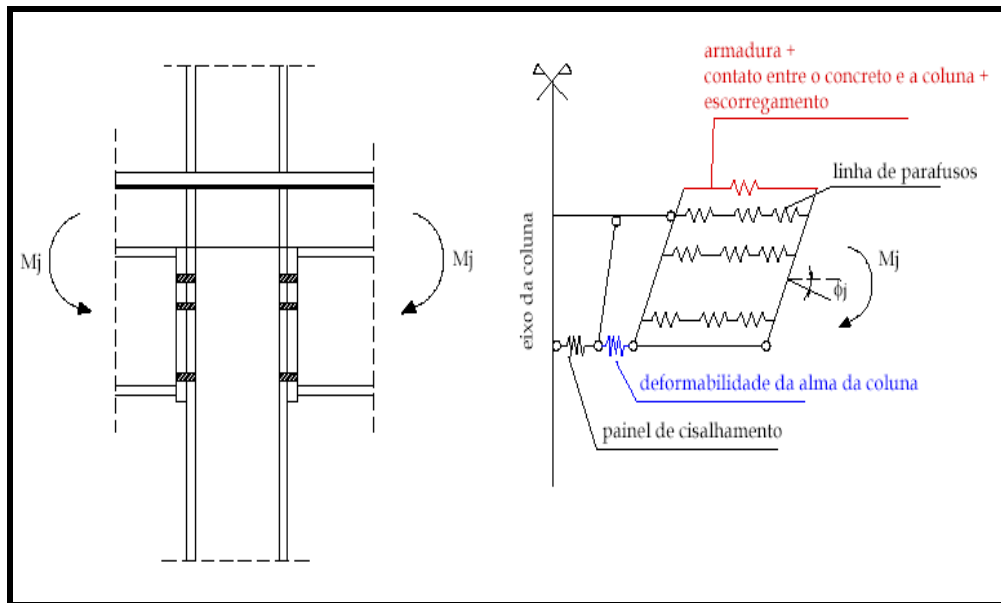 Mj
Mj
eixo da coluna
armadura +
contato entre o concreto e a coluna +
escorregamento
linha de parafusos
Mj
ϕj
deformabilidade da alma da coluna
painel de cisalhamento